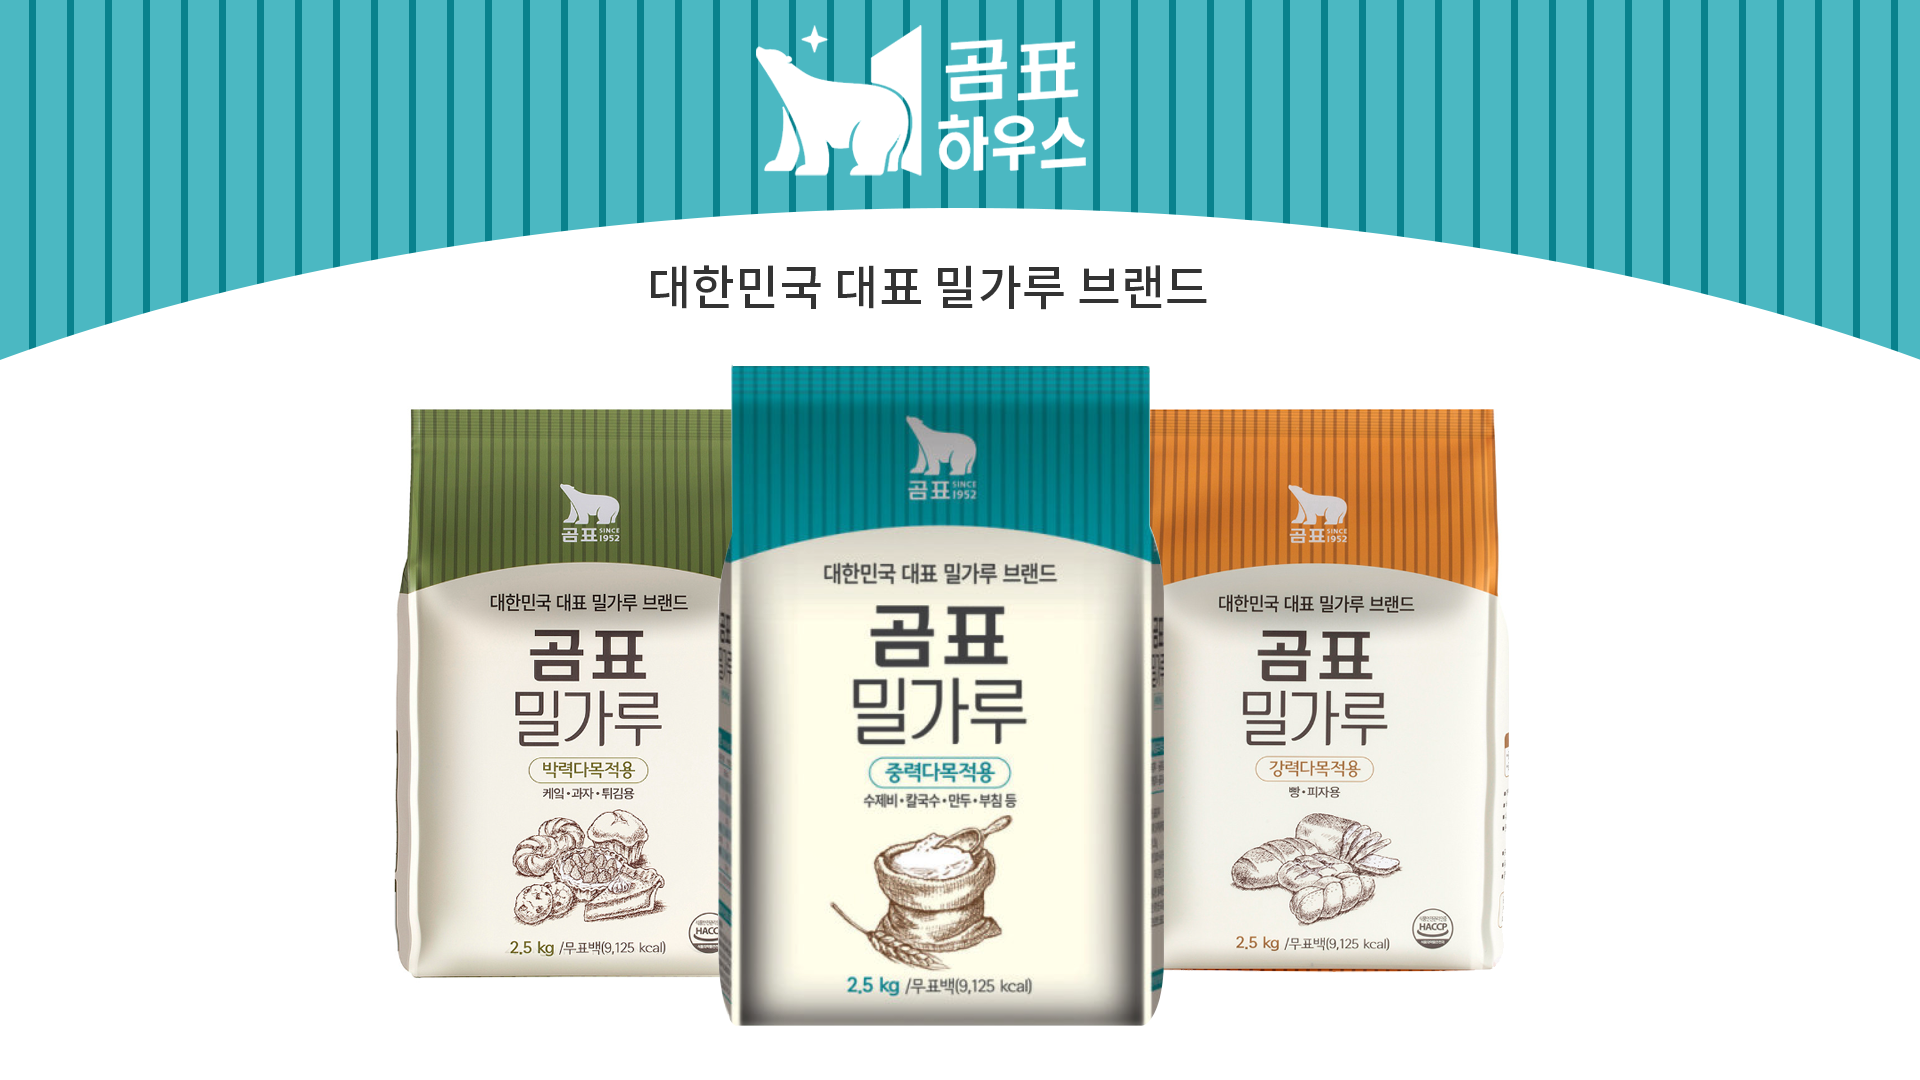 곰표
하우스
대한민국 대표 밀가루 브랜드
곰표 SINCE 1952
대한민국 대표 밀가루 브랜드
곰표
밀가루
박력다목적용
케잌•과자•튀김용
2.5 kg /무표백(9,125 kcal)
HACC
곰표 SINCE 1952
대한민국 대표 밀가루 브랜드
곰표
밀가루
중력다목적용
수제비•칼국수•만두•부침 등
2.5 kg /무표백(9,125 kcal)
곰표 SINCE 1952
대한민국 대표 밀가루 브랜드
곰표
밀가루
강력다목적용
빵•피자용
2.5 kg /무표백(9,125 kcal)
HACCP